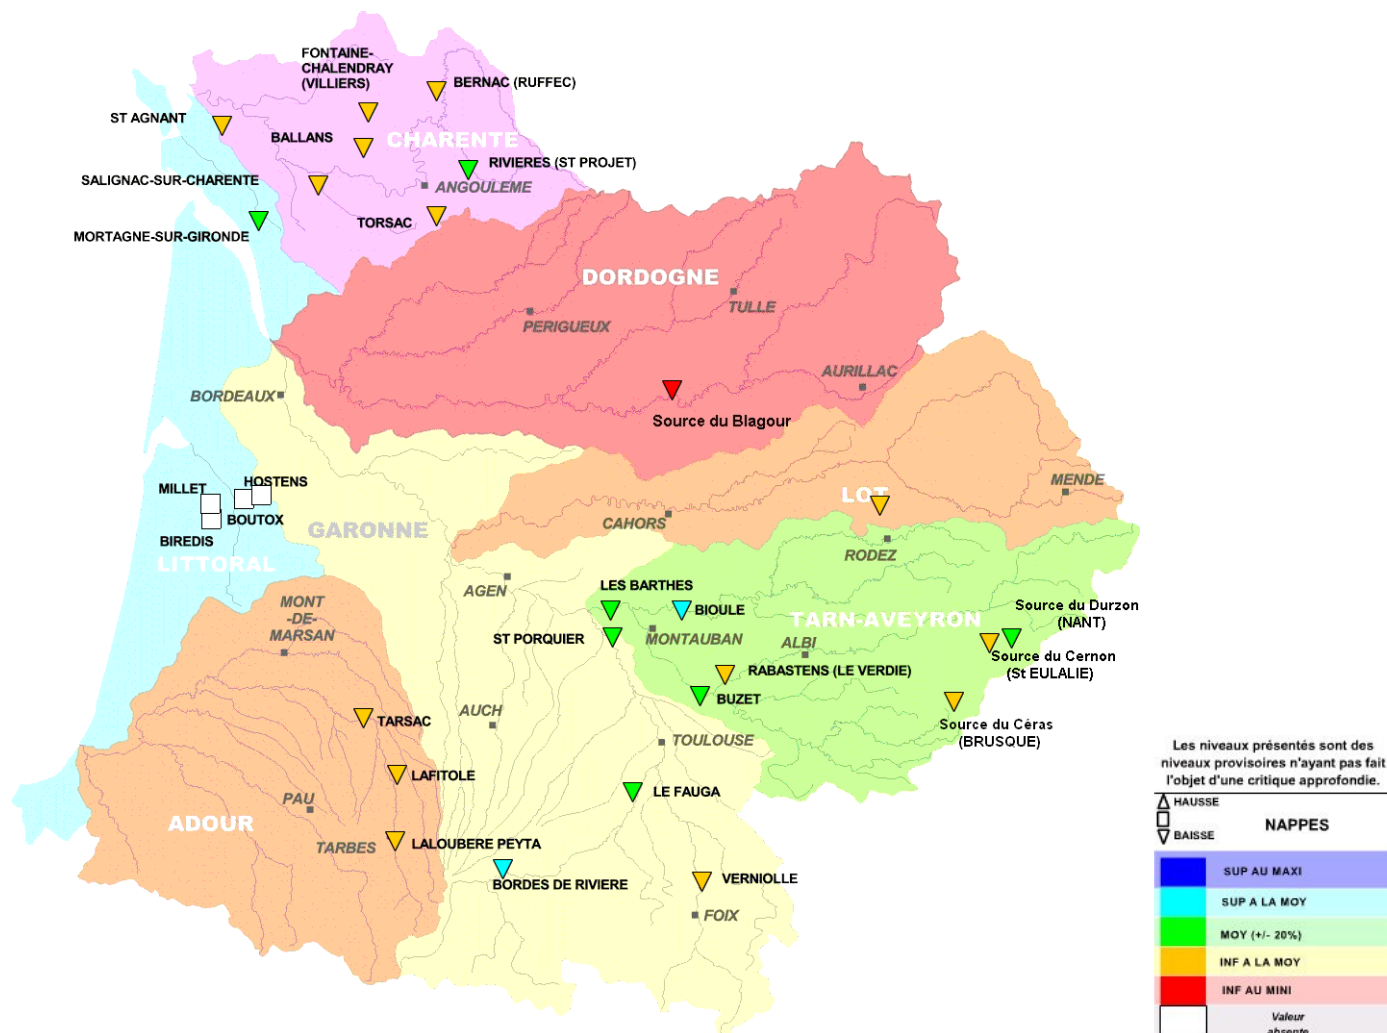 FONTAINE-
CHALENDRAY
(VILLIERS)
BERNAC (RUFFEC)
ST AGNANT
BALLANS
CHARENTE
RIVIERES (ST PROJET)
SALIGNAC-SUR-CHARENTE
ANGOULEME
TORSAC
MORTAGNE-SUR-GIRONDE
DORDOGNE
TULLE
PERIGUEUX
AURILLAC
BORDEAUX
Source du Blagour
MENDE
HOSTENS
MILLET
LOT
BOUTOX
CAHORS
GARONNE
BIREDIS
RODEZ
LITTORAL
LES BARTHES
AGEN
MONT
-DE-
MARSAN
BIOULE
TARN-AVEYRON
Source du Durzon
(NANT)
ST PORQUIER
MONTAUBAN
ALBI
Source du Cernon
(St EULALIE)
RABASTENS (LE VERDIE)
BUZET
TARSAC
AUCH
Source du Céras
(BRUSQUE)
TOULOUSE
LAFITOLE
LE FAUGA
PAU
ADOUR
TARBES
LALOUBERE PEYTA
BORDES DE RIVIERE
VERNIOLLE
FOIX
Les niveaux présentés sont des
niveaux provisoires n'ayant pas fait
l'objet d'une critique approfondie.
HAUSSE
NAPPES
BAISSE
SUP AU MAXI
SUP A LA MOY
MOY (+/- 20%)
INF A LA MOY
INF AU MINI
Valeur
absente